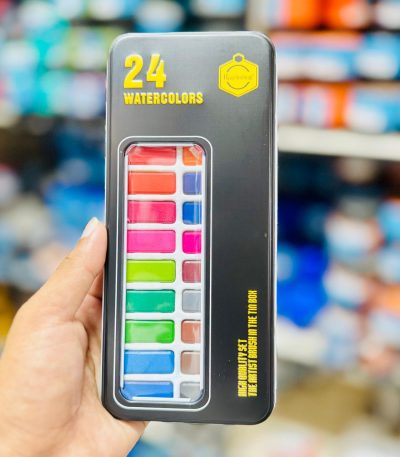 24
WATERCOLORS
HIGH QUALITY SET
THE ARTIST BRUSH IN THE TIN BOX